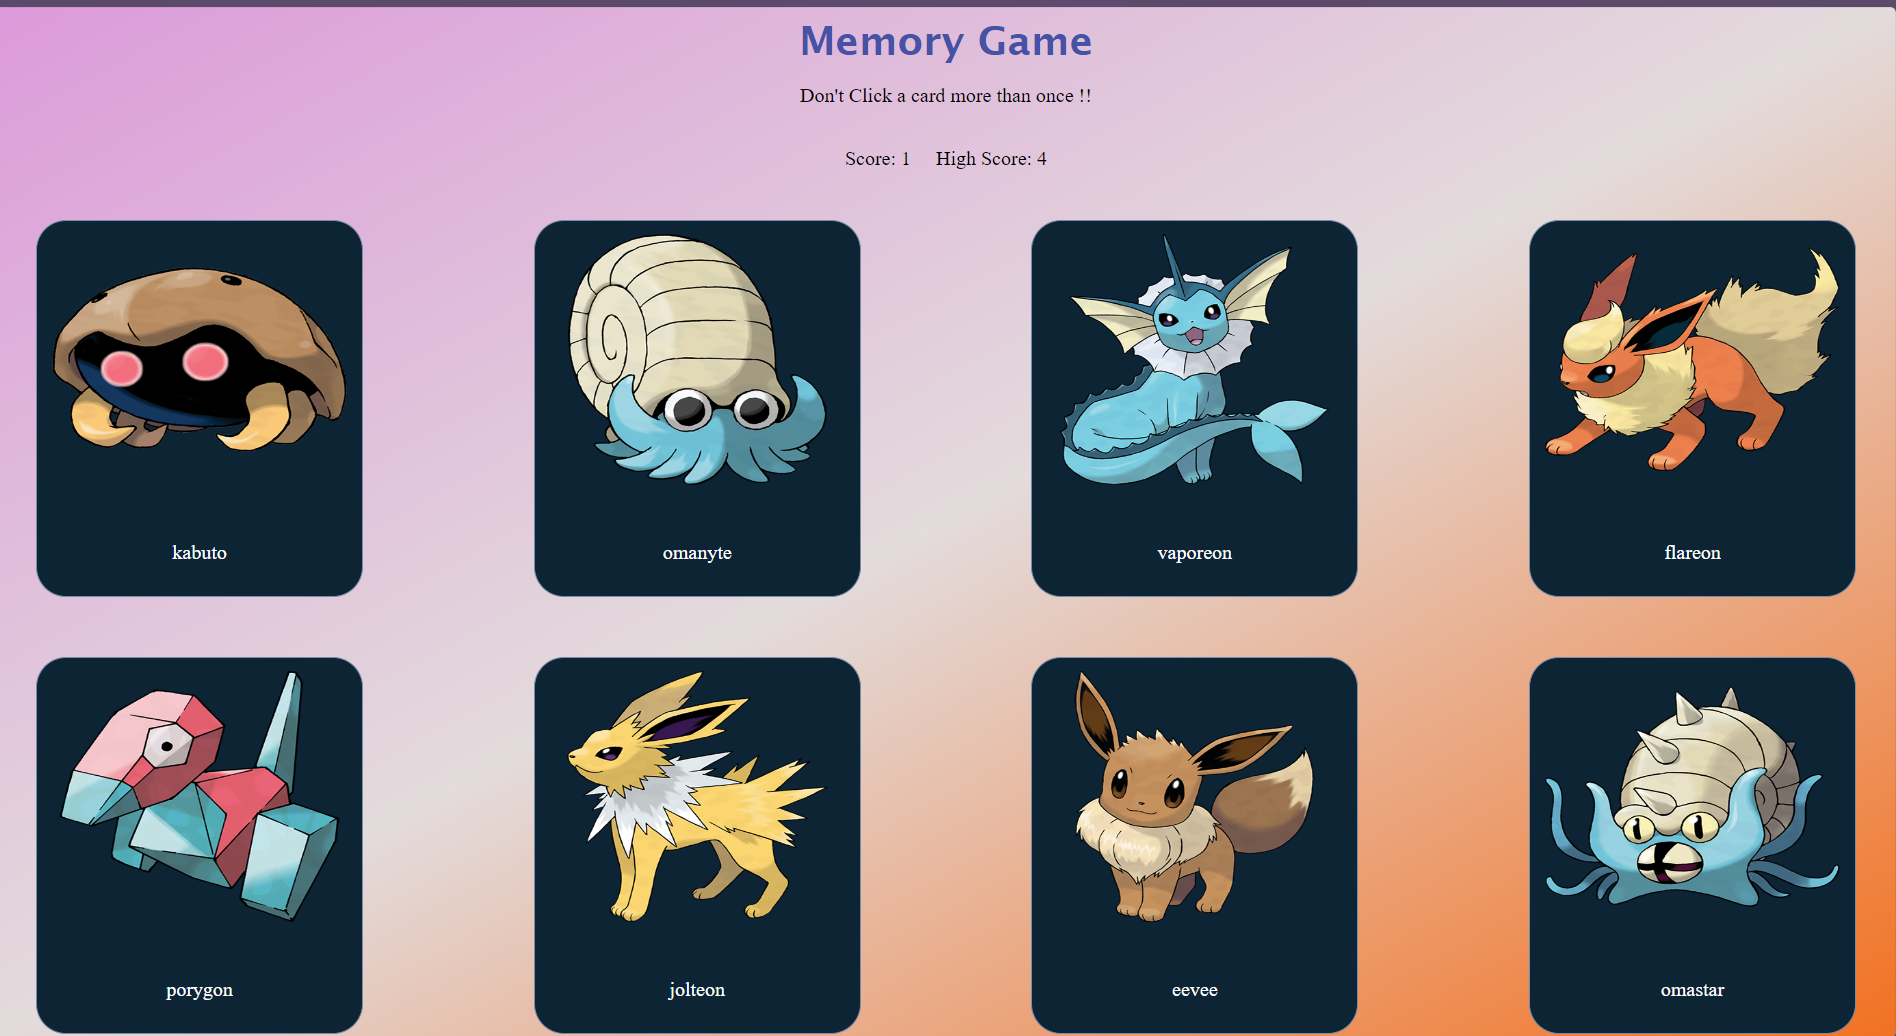 Memory Game
Don't Click a card more than once !!
Score: 1 High Score: 4
kabuto omanyte vaporeon flareon
porygon jolteon eevee omastar